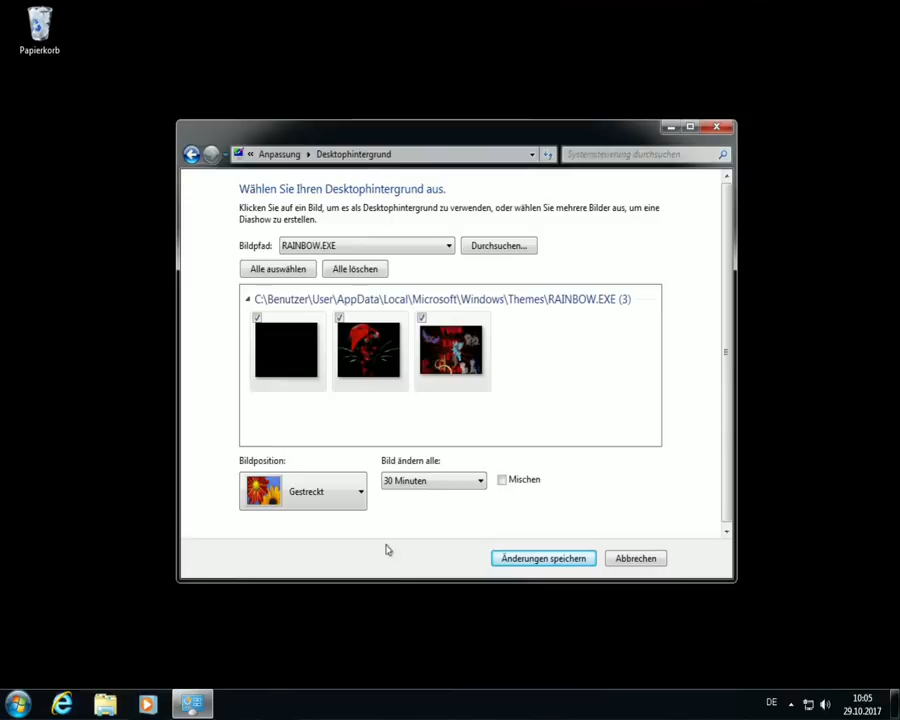 Papierkorb
« Anpassung ▸ Desktophintergrund
Systemsteuerung durchsuchen
Wählen Sie Ihren Desktophintergrund aus.
Klicken Sie auf ein Bild, um es als Desktophintergrund zu verwenden, oder wählen Sie mehrere Bilder aus, um eine
Diashow zu erstellen.
Bildpfad: RAINBOW.EXE Durchsuchen...
Alle auswählen Alle löschen
C:\Benutzer\User\AppData\Local\Microsoft\Windows\Themes\RAINBOW.EXE (3)
Bildposition: Bild ändern alle:
Gestreckt 30 Minuten Mischen
Änderungen speichern Abbrechen
DE 10:05
29.10.2017